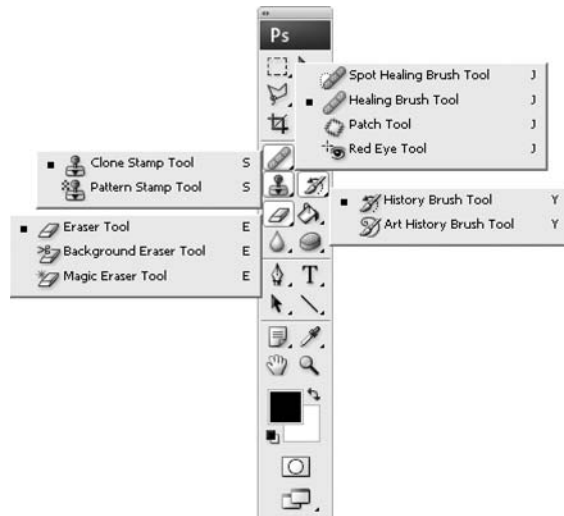 Ps
Spot Healing Brush Tool J
Healing Brush Tool J
Patch Tool J
Red Eye Tool J
Clone Stamp Tool S
Pattern Stamp Tool S
History Brush Tool Y
Art History Brush Tool Y
Eraser Tool E
Background Eraser Tool E
Magic Eraser Tool E
T